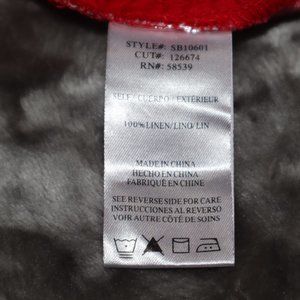 STYLE#: SB10601
CUT#: 126674
RN#: 58539
SELF/CUERPO/EXTÉRIEUR
100%LINEN/LINO/LIN
MADE IN CHINA
HECHO EN CHINA
FABRIQUÉ EN CHINE
SEE REVERSE SIDE FOR CARE
INSTRUCCIONES AL REVERSO
VOIR AUTRE CÔTÉ DE SOINS